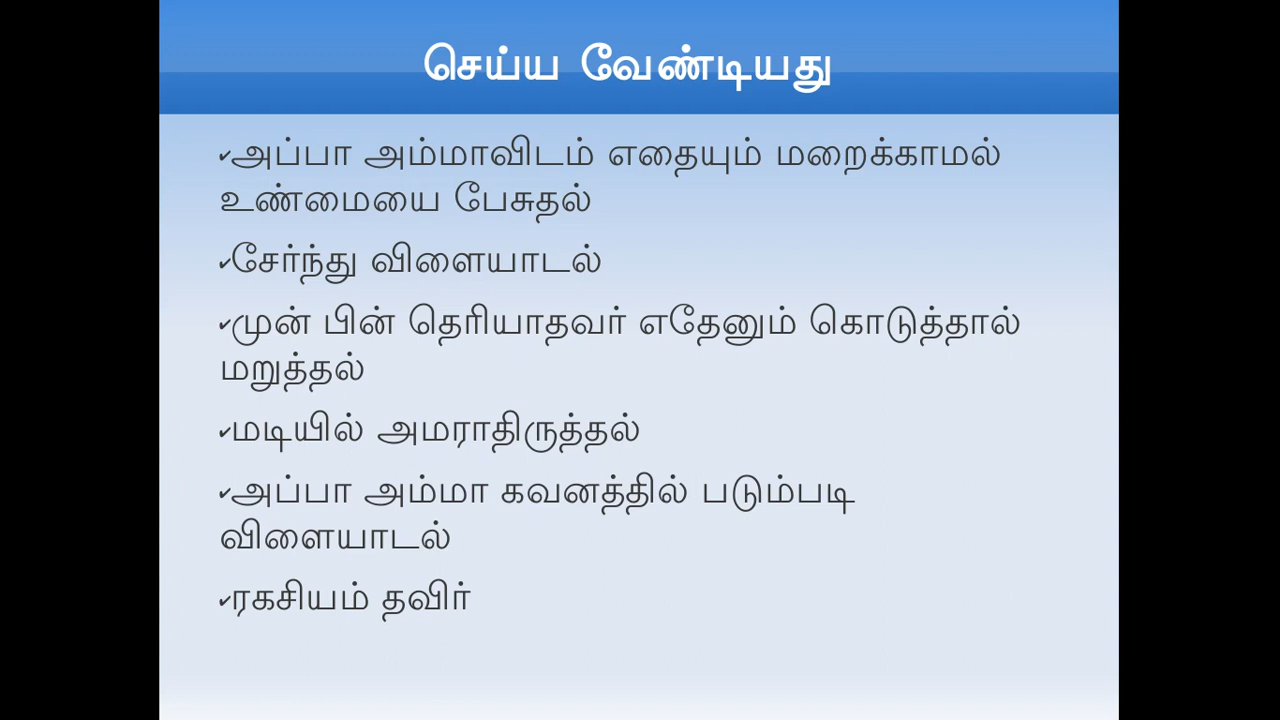 செய்ய வேண்டியது
✔அப்பா அம்மாவிடம் எதையும் மறைக்காமல்
உண்மையை பேசுதல்
✔சேர்ந்து விளையாடல்
✔முன் பின் தெரியாதவர் எதேனும் கொடுத்தால்
மறுத்தல்
✔மடியில் அமராதிருத்தல்
✔அப்பா அம்மா கவனத்தில் படும்படி
விளையாடல்
✔ரகசியம் தவிர்